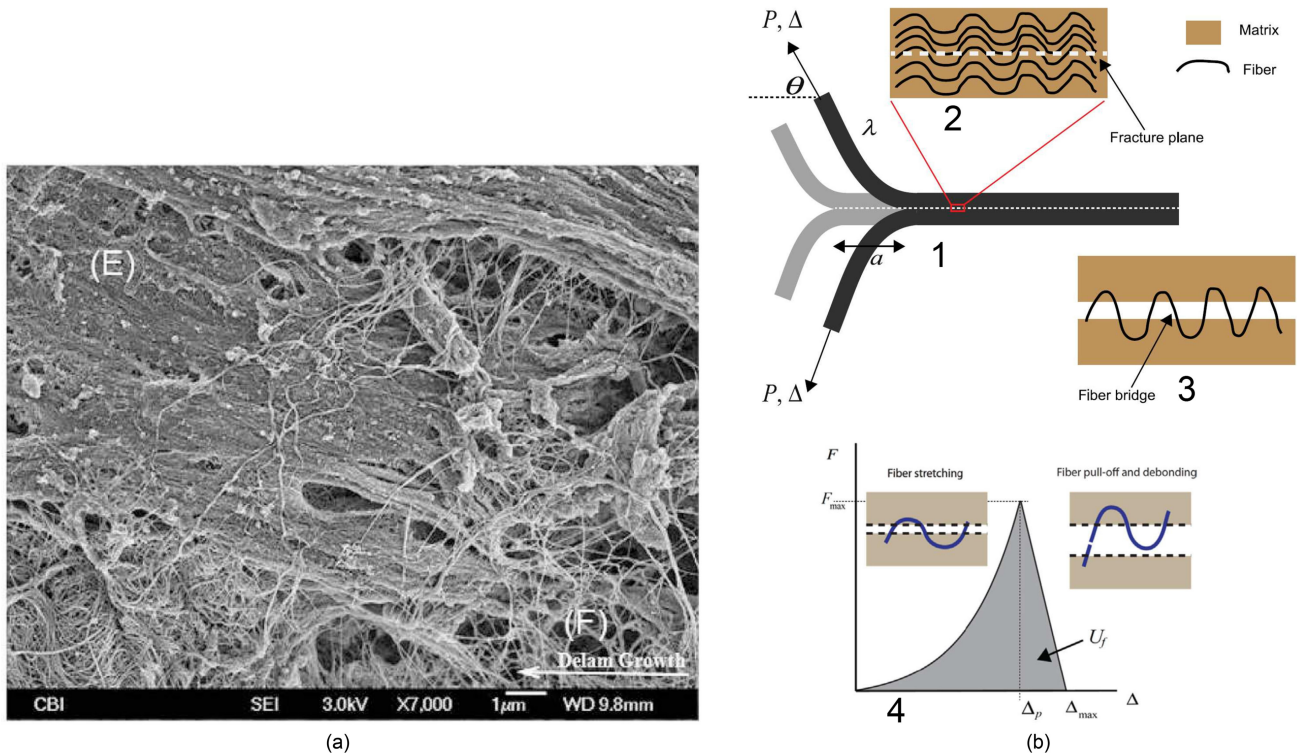 (E)
(F)
Delam Growth
CBI SEI 3.0kV X7,000 1μm WD 9.8mm
(a)
P, Δ
θ
λ
2
Matrix
Fiber
Fracture plane
a
1
P, Δ
Fiber bridge
3
F
F_max
Fiber stretching
Fiber pull-off and debonding
U_f
4
Δ_p
Δ_max
Δ
(b)